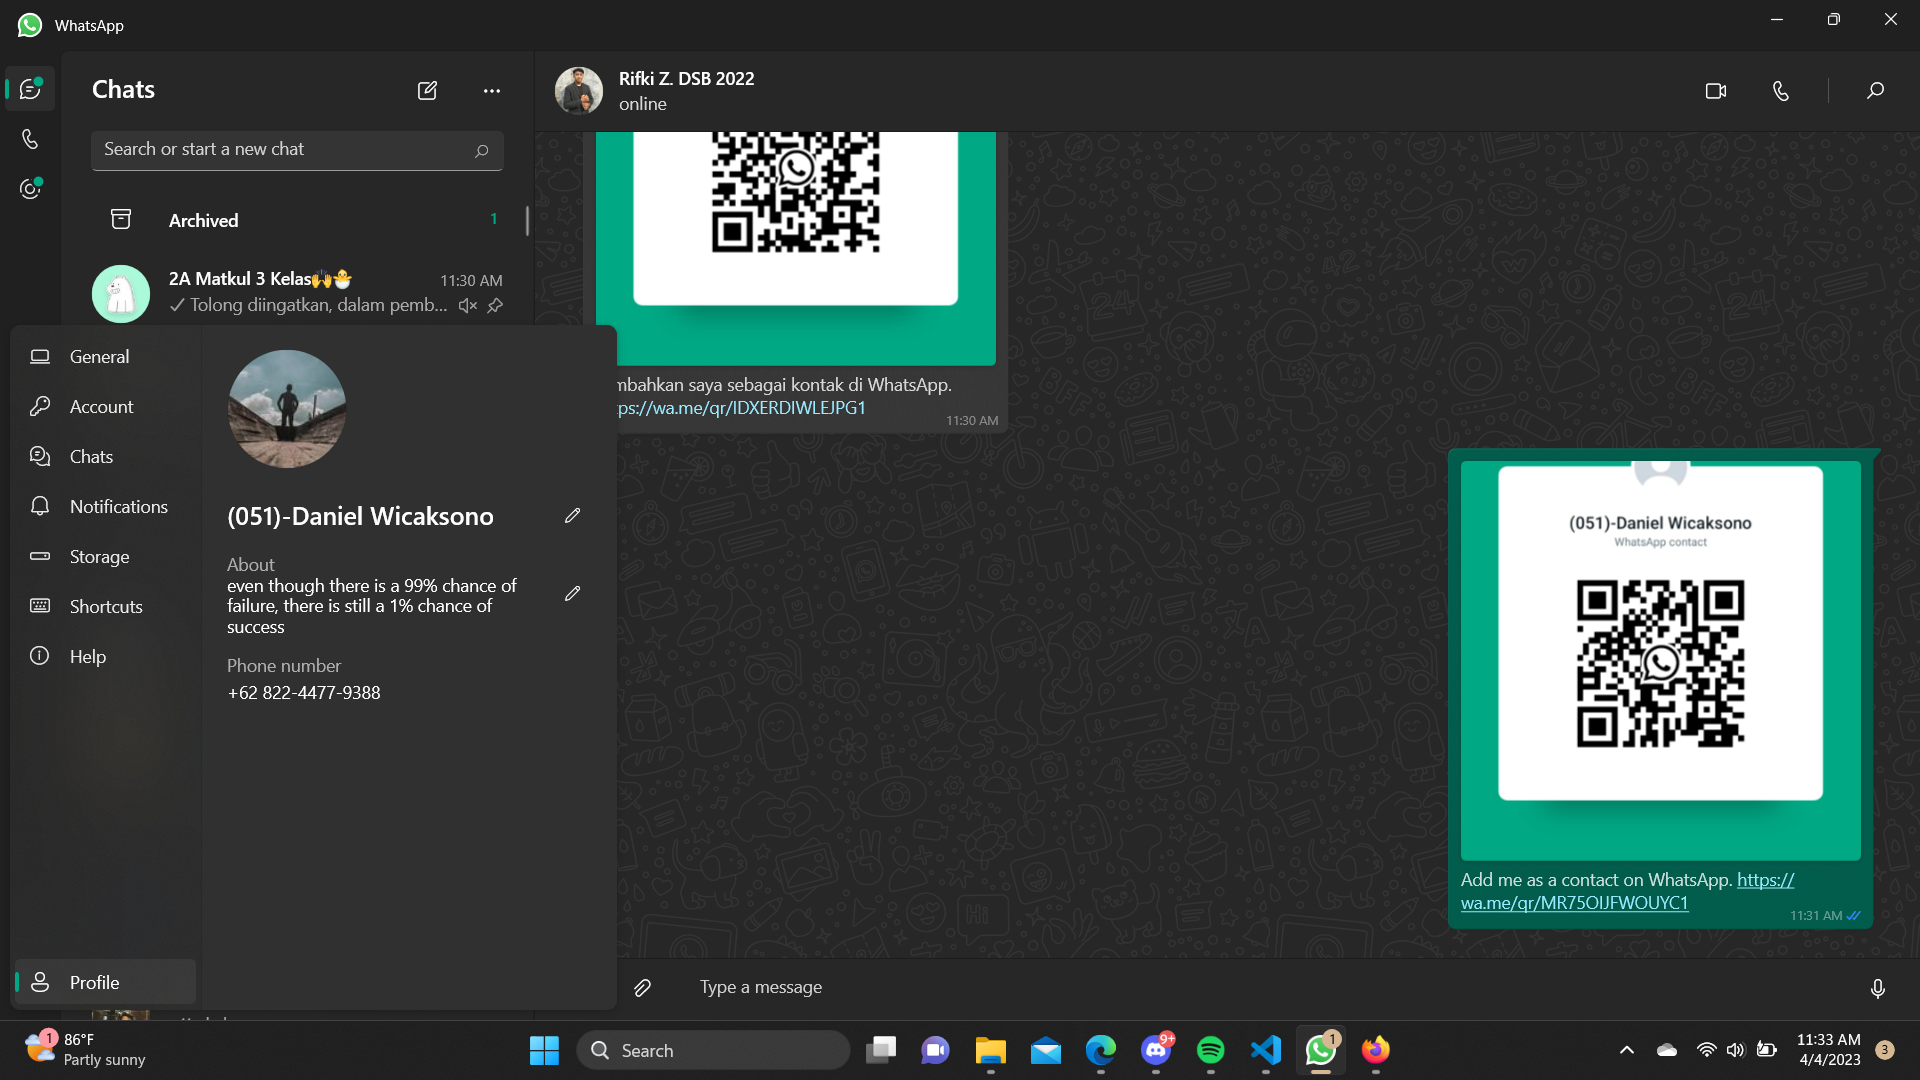 WhatsApp
Chats
Search or start a new chat
Archived 1
2A Matkul 3 Kelas🙌🐣 11:30 AM
Tolong diingatkan, dalam pemb...
General
Account
Chats
Notifications
Storage
Shortcuts
Help
Profile
(051)-Daniel Wicaksono
About
even though there is a 99% chance of
failure, there is still a 1% chance of
success
Phone number
+62 822-4477-9388
Rifki Z. DSB 2022
online
mbahkan saya sebagai kontak di WhatsApp.
ps://wa.me/qr/IDXERDIWLEJPG1
11:30 AM
(051)-Daniel Wicaksono
WhatsApp contact
Add me as a contact on WhatsApp. https://
wa.me/qr/MR75OIJFWOUYC1
11:31 AM
Type a message
1
86°F
Partly sunny
Search
9+
1
11:33 AM
4/4/2023
3